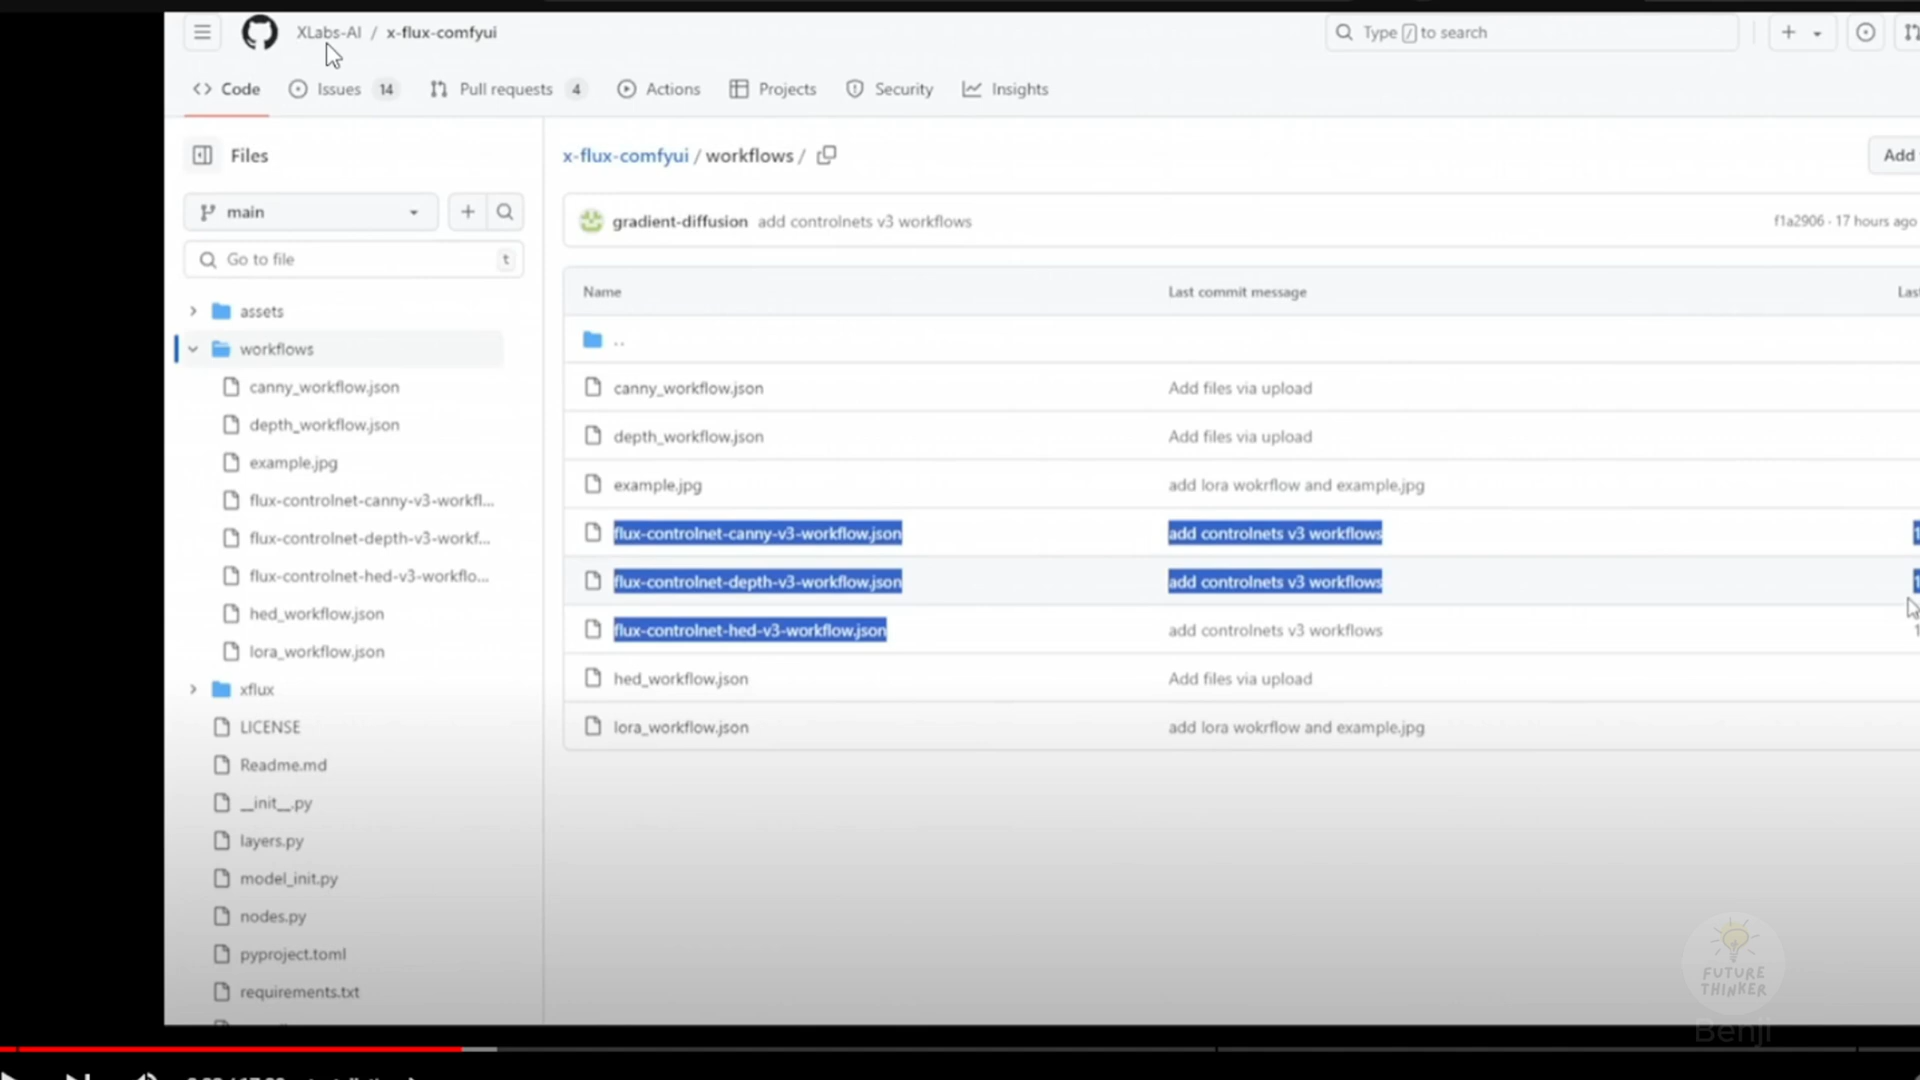 XLabs-AI / x-flux-comfyui
Type / to search
Code
Issues 14
Pull requests 4
Actions
Projects
Security
Insights
Files
x-flux-comfyui / workflows /
Add
main
gradient-diffusion add controlnets v3 workflows
f1a2906 · 17 hours ago
Go to file t
Name Last commit message
assets
workflows
..
canny_workflow.json
depth_workflow.json
example.jpg
flux-controlnet-canny-v3-workfl...
flux-controlnet-depth-v3-workf...
flux-controlnet-hed-v3-workflo...
hed_workflow.json
lora_workflow.json
xflux
LICENSE
Readme.md
__init__.py
layers.py
model_init.py
nodes.py
pyproject.toml
requirements.txt
canny_workflow.json Add files via upload
depth_workflow.json Add files via upload
example.jpg add lora wokrflow and example.jpg
flux-controlnet-canny-v3-workflow.json add controlnets v3 workflows
flux-controlnet-depth-v3-workflow.json add controlnets v3 workflows
flux-controlnet-hed-v3-workflow.json add controlnets v3 workflows
hed_workflow.json Add files via upload
lora_workflow.json add lora wokrflow and example.jpg
FUTURE
THINKER
Benji